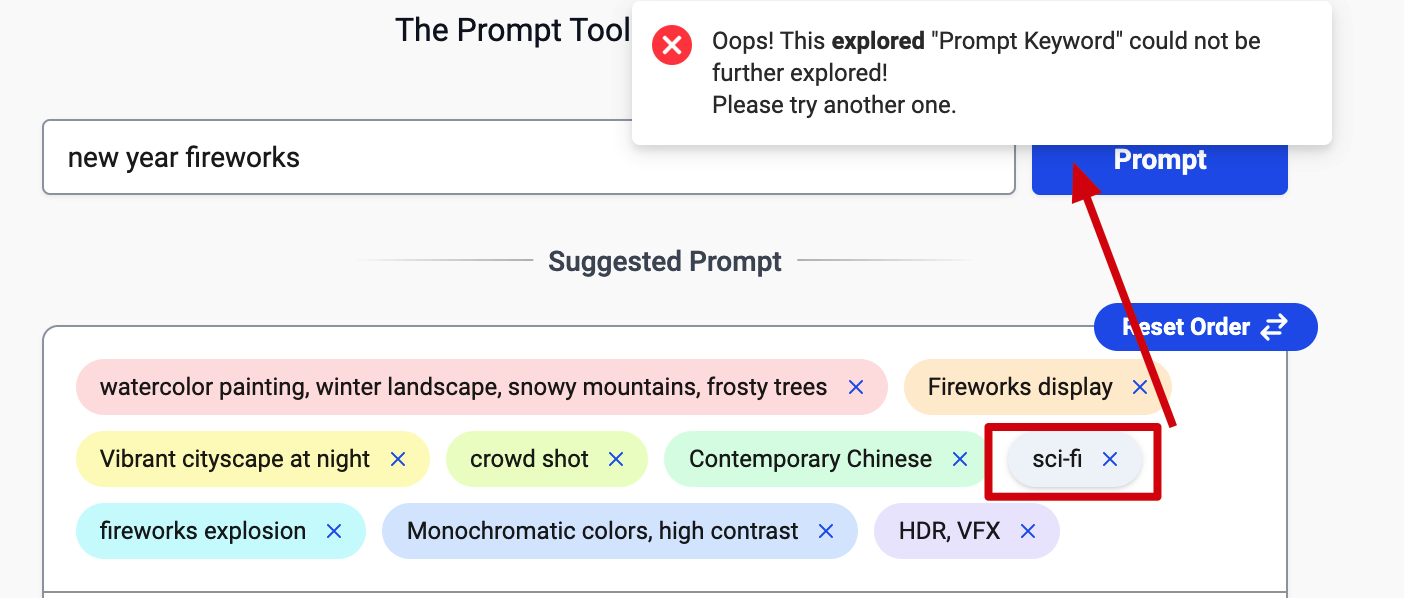 The Prompt Tool
Oops! This explored "Prompt Keyword" could not be
further explored!
Please try another one.
new year fireworks
Prompt
Suggested Prompt
Reset Order
watercolor painting, winter landscape, snowy mountains, frosty trees
Fireworks display
Vibrant cityscape at night
crowd shot
Contemporary Chinese
sci-fi
fireworks explosion
Monochromatic colors, high contrast
HDR, VFX